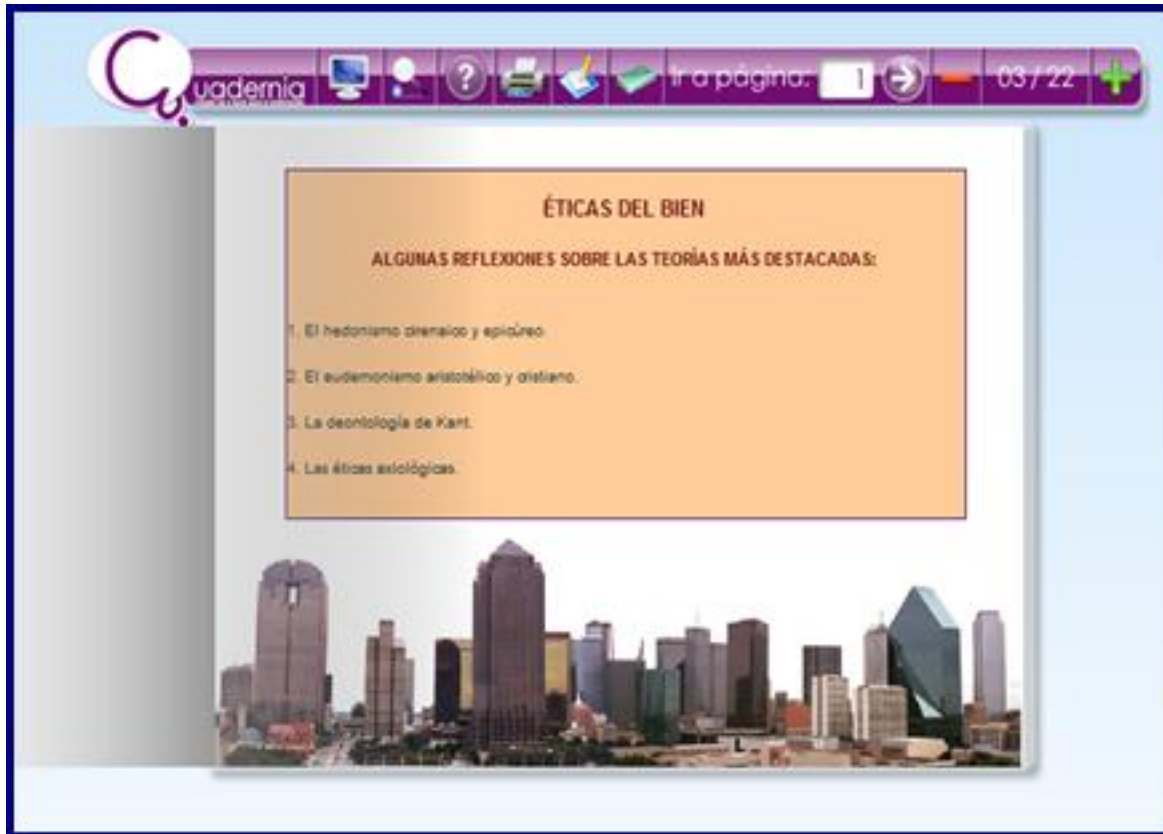 Cuadernia
Ir a página: 1 03 / 22
ÉTICAS DEL BIEN
ALGUNAS REFLEXIONES SOBRE LAS TEORÍAS MÁS DESTACADAS:
1. El hedonismo cirenaico y epicúreo.
2. El eudemonismo aristotélico y cristiano.
3. La deontología de Kant.
4. Las éticas axiológicas.